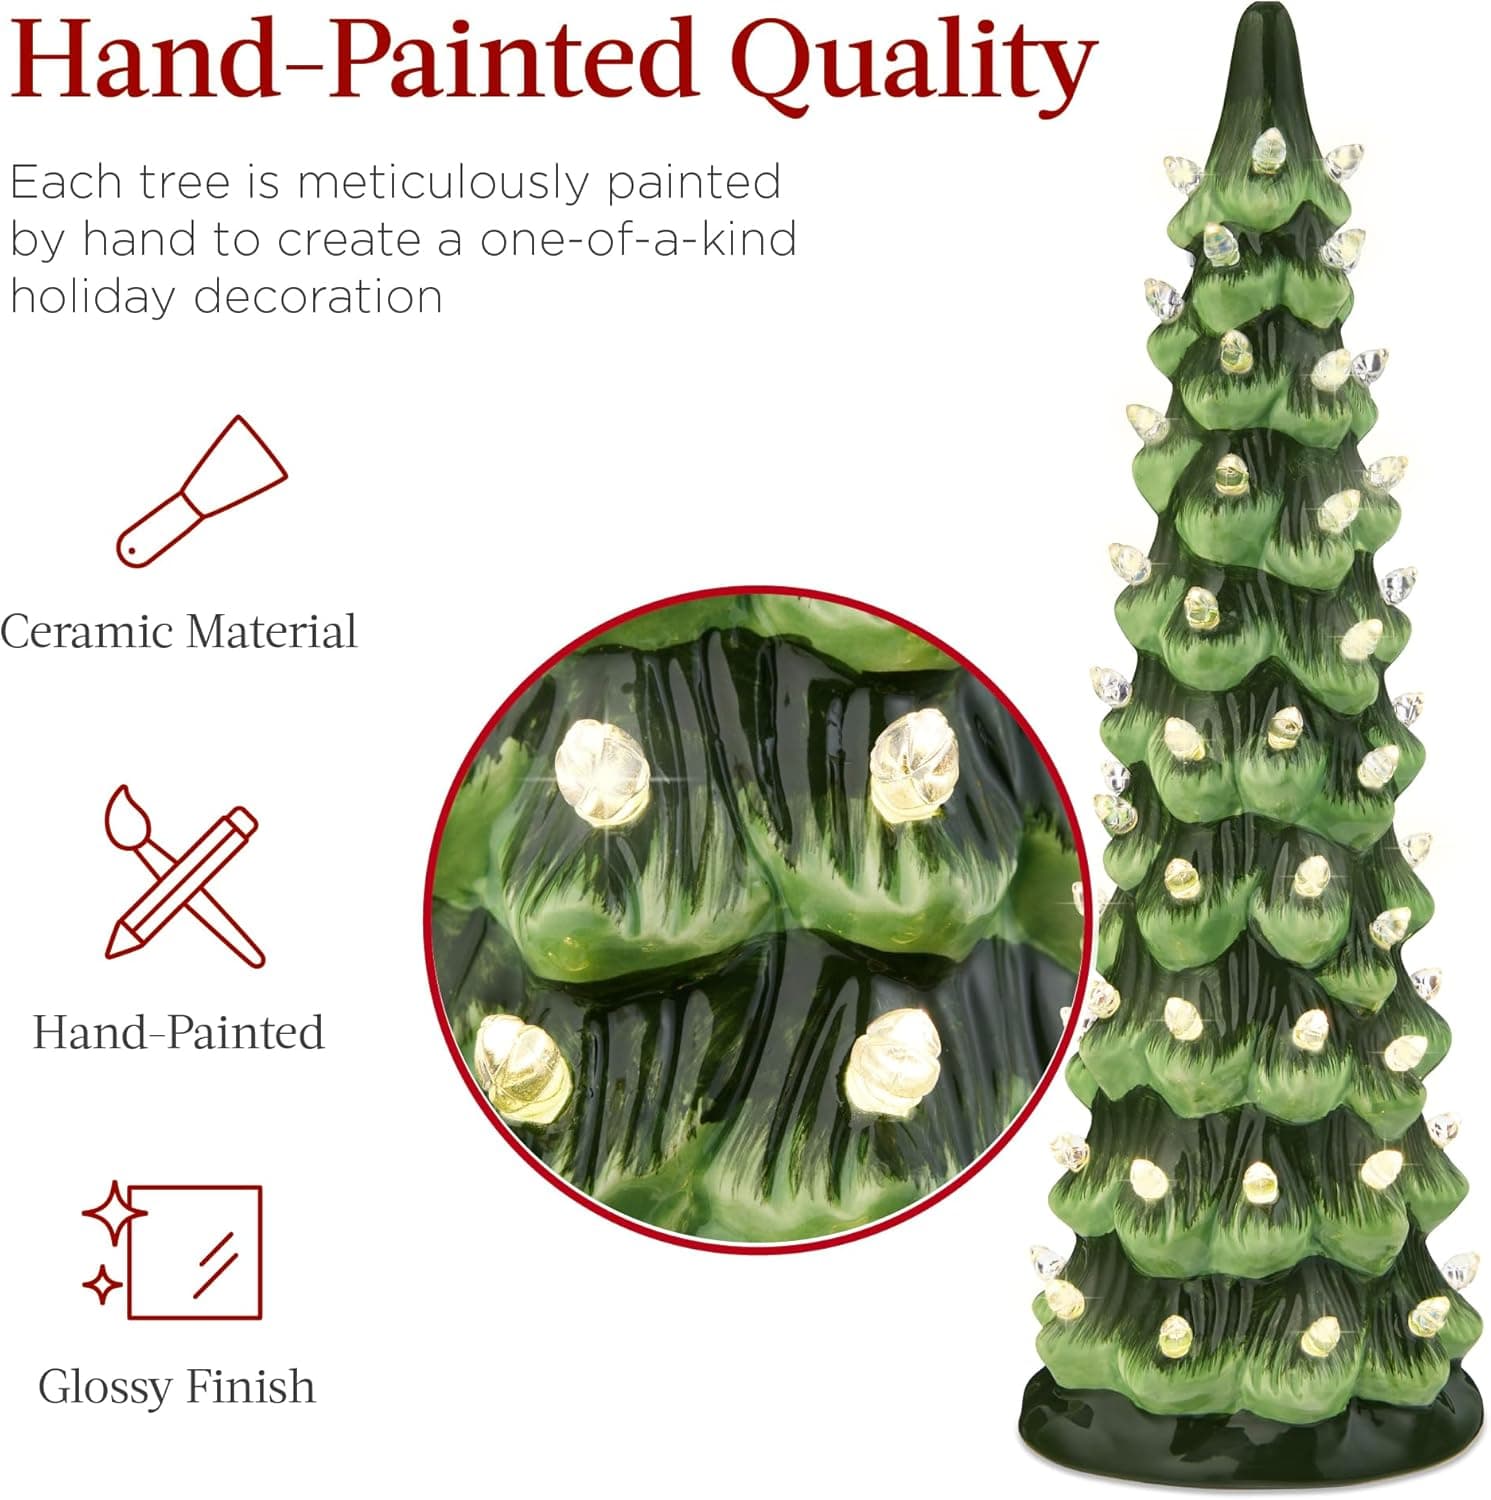 Hand-Painted Quality
Each tree is meticulously painted
by hand to create a one-of-a-kind
holiday decoration
Ceramic Material
Hand-Painted
Glossy Finish